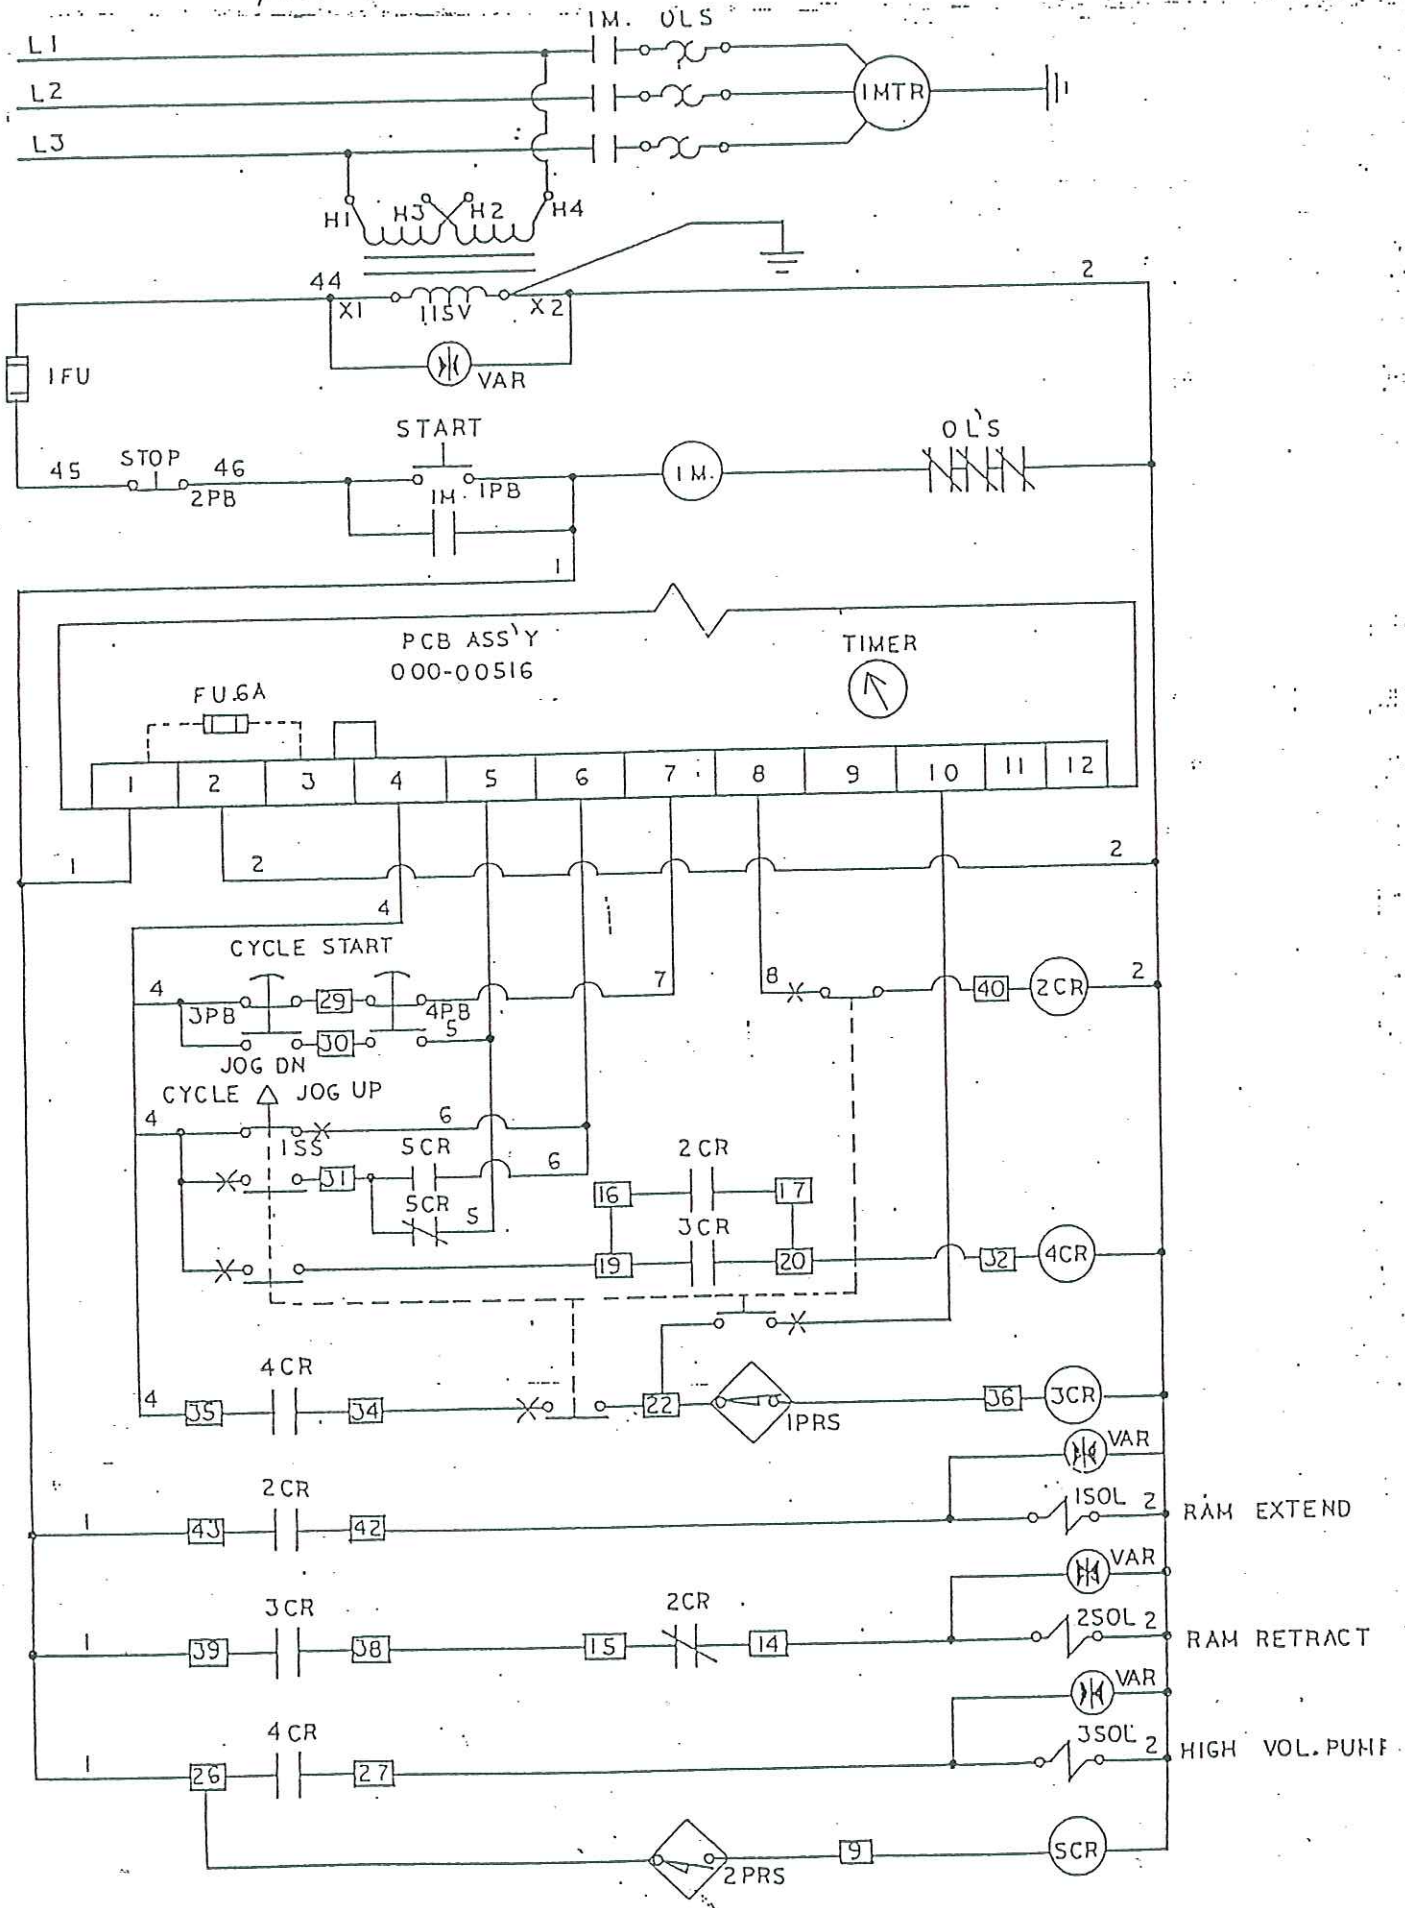 1M. OLS
L1
L2
1MTR
L3
H1 H3 H2 H4
44 2
X1 115V X2
1FU
VAR
START OL'S
45 STOP 46
2PB 1M. 1PB 1M.
1
PCB ASS'Y TIMER
000-00516
FU.6A
1 2 3 4 5 6 7 8 9 10 11 12
1 2 2
4
CYCLE START
4 29 7 8 40 2CR 2
3PB 4PB
30 5
JOG DN
CYCLE JOG UP
4 6
1SS 5CR 2CR
31 6 16 17
5CR 5 3CR
19 20 32 4CR
4CR
4 35 34 22 36 3CR
1PRS
VAR
2CR
1 43 42 1SOL 2 RAM EXTEND
VAR
3CR 2CR
1 39 38 15 14 2SOL 2 RAM RETRACT
VAR
4CR
1 26 27 3SOL 2 HIGH VOL. PUMP
9 5CR
2PRS